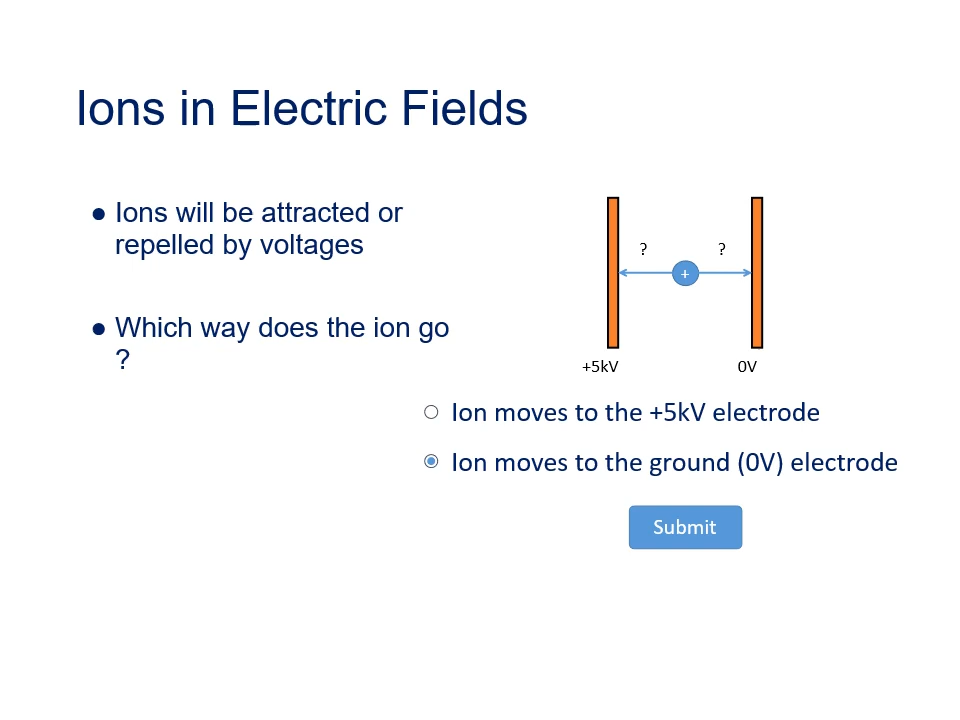 Ions in Electric Fields
● Ions will be attracted or
repelled by voltages
● Which way does the ion go
?
? ?
+
+5kV 0V
Ion moves to the +5kV electrode
Ion moves to the ground (0V) electrode
Submit